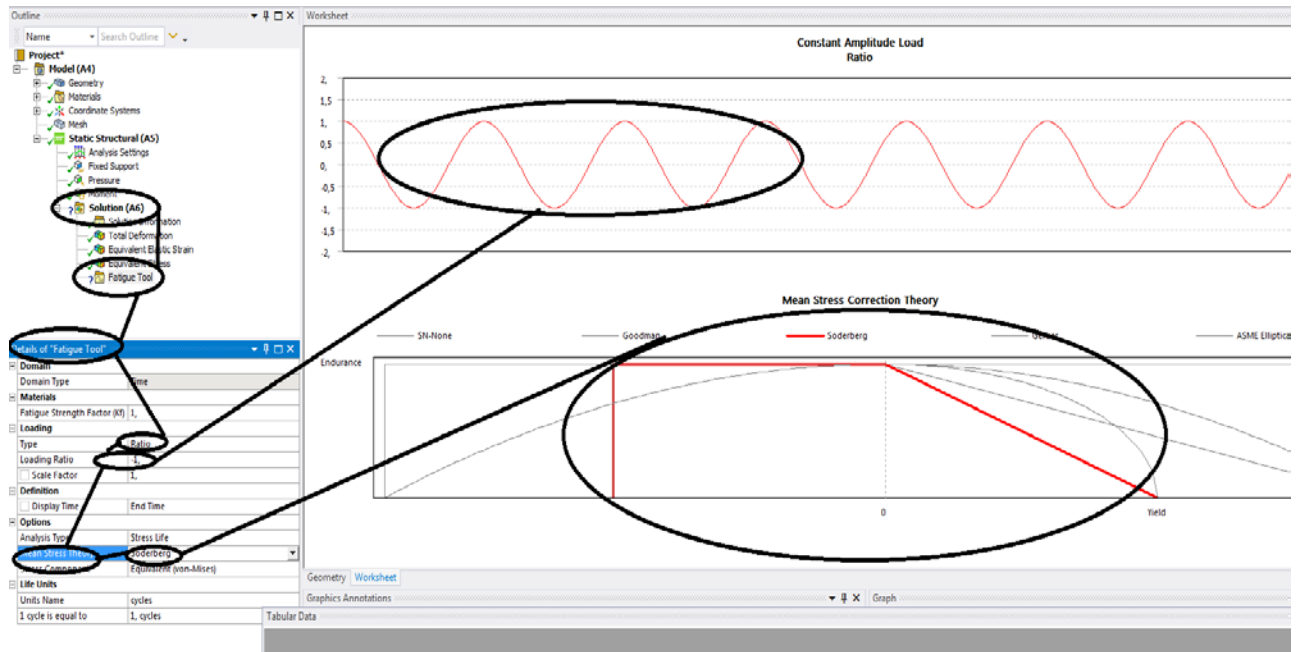 Outline
Name Search Outline
Project*
Model (A4)
Geometry
Materials
Coordinate Systems
Mesh
Static Structural (A5)
Analysis Settings
Fixed Support
Pressure
Solution (A6)
Total Deformation
Equivalent Elastic Strain
Fatigue Tool
Details of "Fatigue Tool"
Domain
Domain Type Time
Materials
Fatigue Strength Factor (Kf) 1,
Loading
Type Ratio
Loading Ratio -1,
Scale Factor 1,
Definition
Display Time End Time
Options
Analysis Type Stress Life
Mean Stress Theory Soderberg
Stress Component Equivalent (von-Mises)
Life Units
Units Name cycles
1 cycle is equal to 1, cycles
Worksheet
Constant Amplitude Load
Ratio
2,
1,5
1,
0,5
0,
-0,5
-1,
-1,5
-2,
Mean Stress Correction Theory
SN-None Goodman Soderberg Gerber ASME Elliptical
Endurance
0 Yield
Geometry Worksheet
Graphics Annotations Graph
Tabular Data